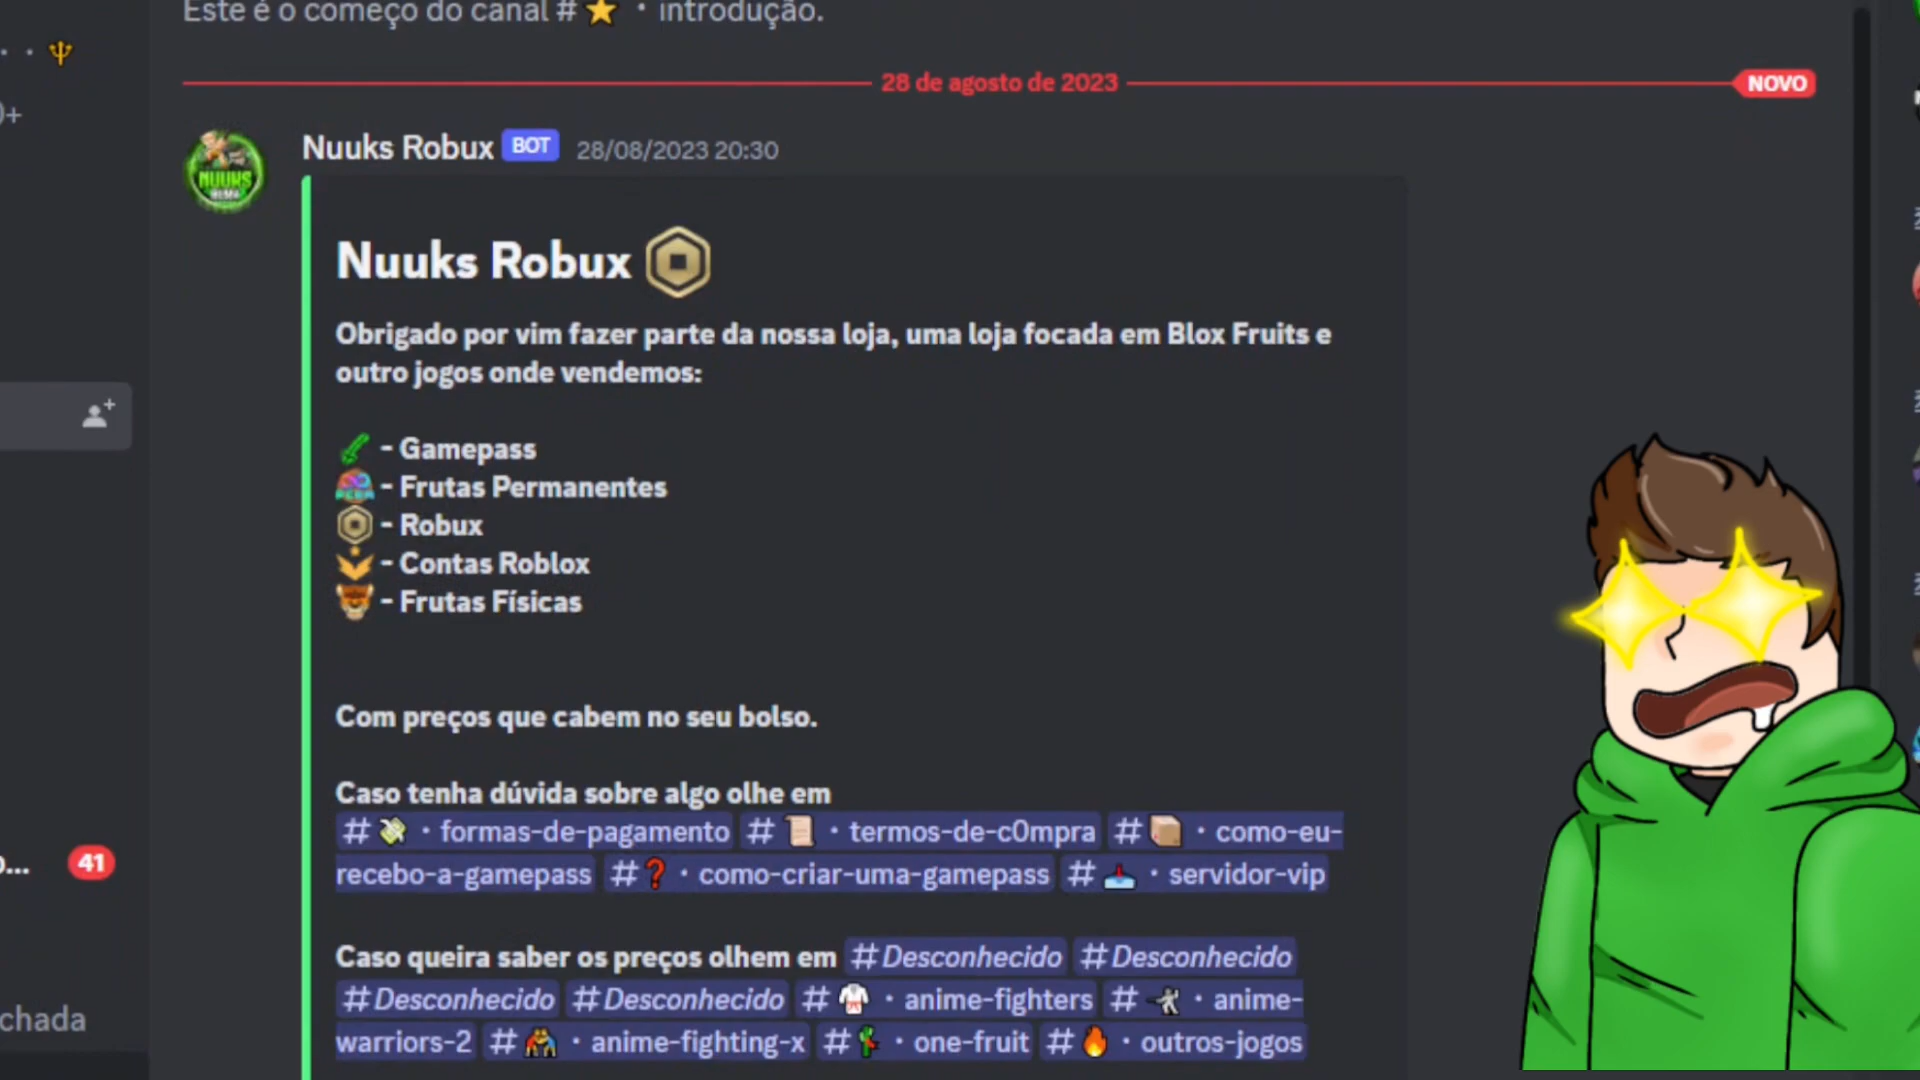 Este é o começo do canal # ⭐ • introdução.
28 de agosto de 2023
NOVO
Nuuks Robux BOT 28/08/2023 20:30
NUUKS
Nuuks Robux
Obrigado por vim fazer parte da nossa loja, uma loja focada em Blox Fruits e
outro jogos onde vendemos:
- Gamepass
- Frutas Permanentes
- Robux
- Contas Roblox
- Frutas Físicas
Com preços que cabem no seu bolso.
Caso tenha dúvida sobre algo olhe em
# 💸 • formas-de-pagamento # 📜 • termos-de-c0mpra # 📦 • como-eu-
recebo-a-gamepass # ❓ • como-criar-uma-gamepass # 🕹 • servidor-vip
Caso queira saber os preços olhem em # Desconhecido # Desconhecido
# Desconhecido # Desconhecido # 🥋 • anime-fighters # • anime-
warriors-2 # • anime-fighting-x # • one-fruit # 🔥 • outros-jogos
41
chada